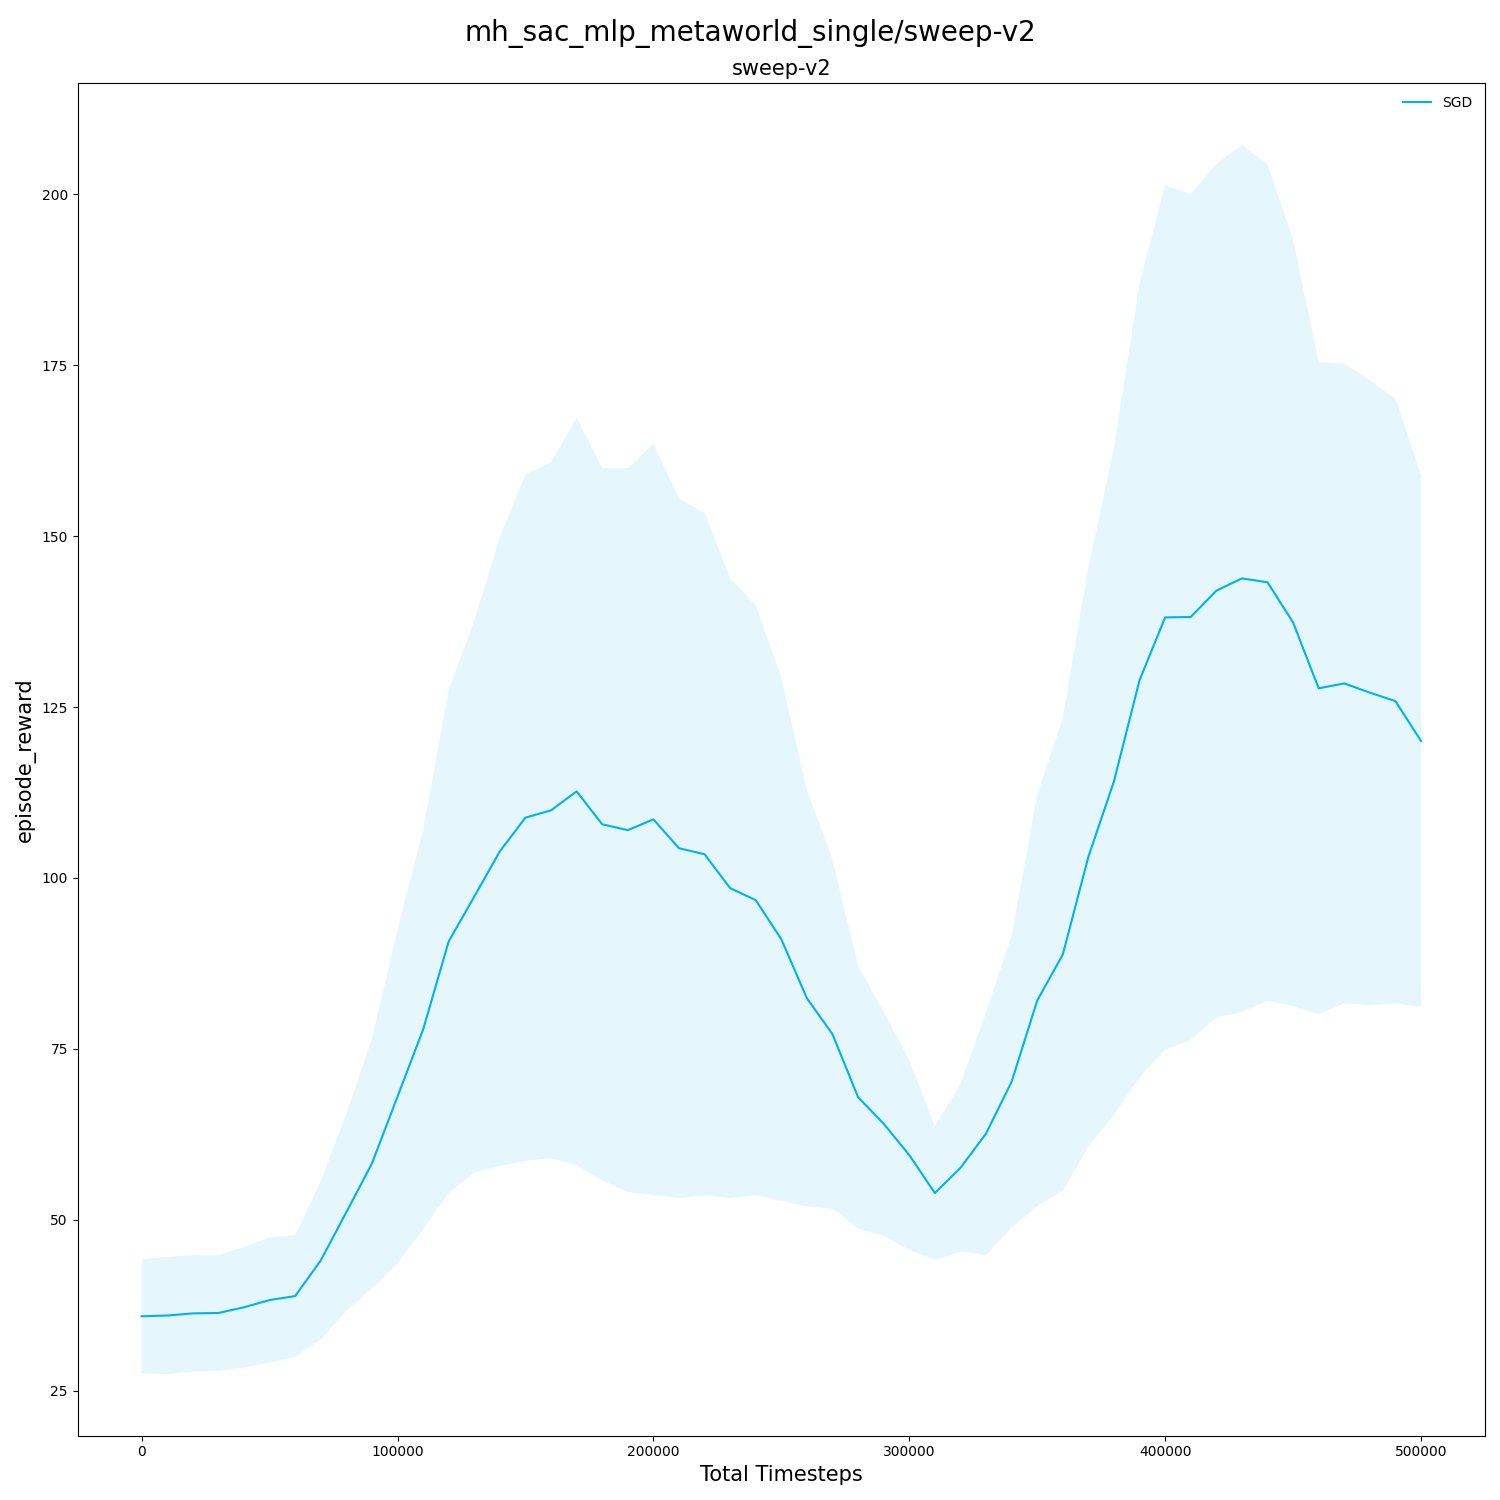 mh_sac_mlp_metaworld_single/sweep-v2
sweep-v2
SGD
200
175
150
125
100
75
50
25
episode_reward
0 100000 200000 300000 400000 500000
Total Timesteps